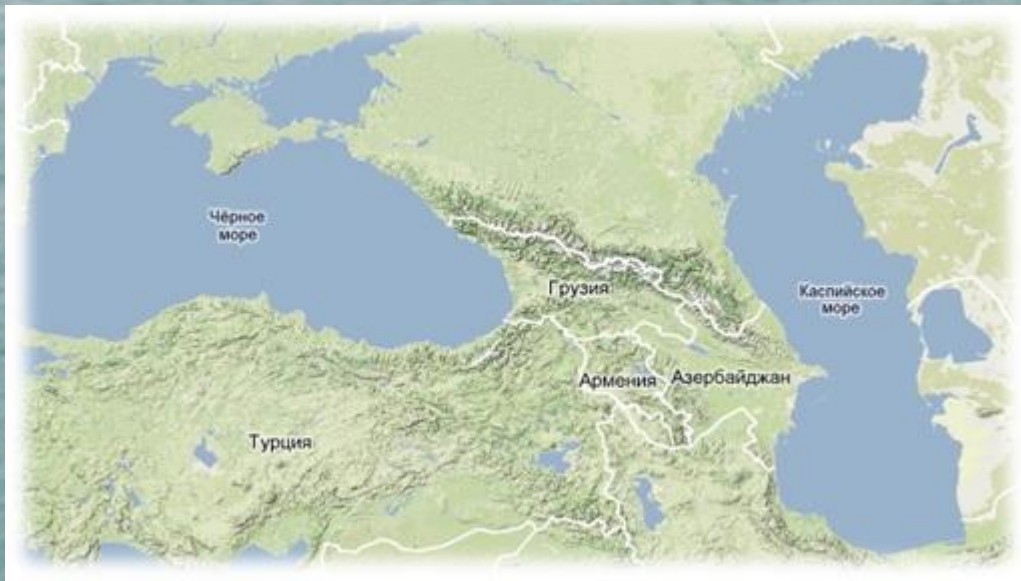 Чёрное
море
Грузия
Каспийское
море
Армения
Азербайджан
Турция